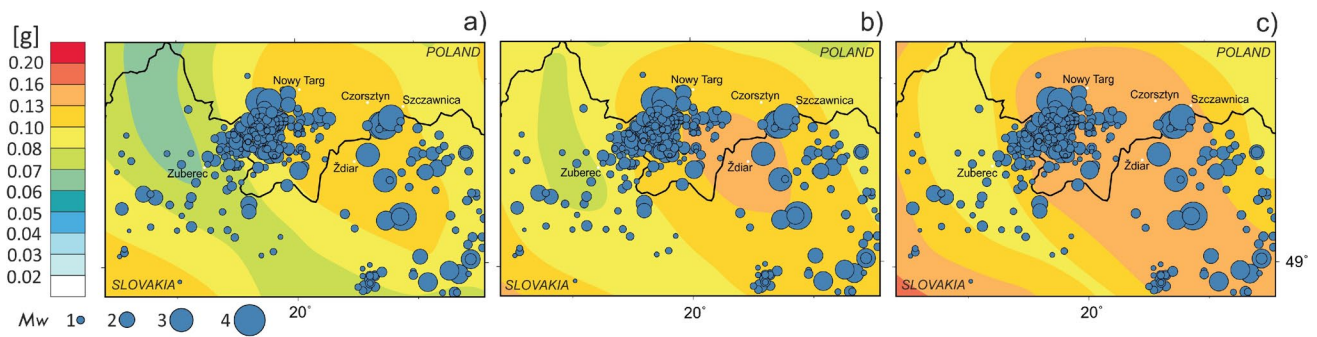 [g]
0.20
0.16
0.13
0.10
0.08
0.07
0.06
0.05
0.04
0.03
0.02
a)
POLAND
Nowy Targ
Czorsztyn
Szczawnica
Zuberec
Ždiar
SLOVAKIA
20°
b)
POLAND
Nowy Targ
Czorsztyn
Szczawnica
Zuberec
Ždiar
SLOVAKIA
20°
c)
POLAND
Nowy Targ
Czorsztyn
Szczawnica
Zuberec
Ždiar
SLOVAKIA
20°
49°
Mw 1 2 3 4